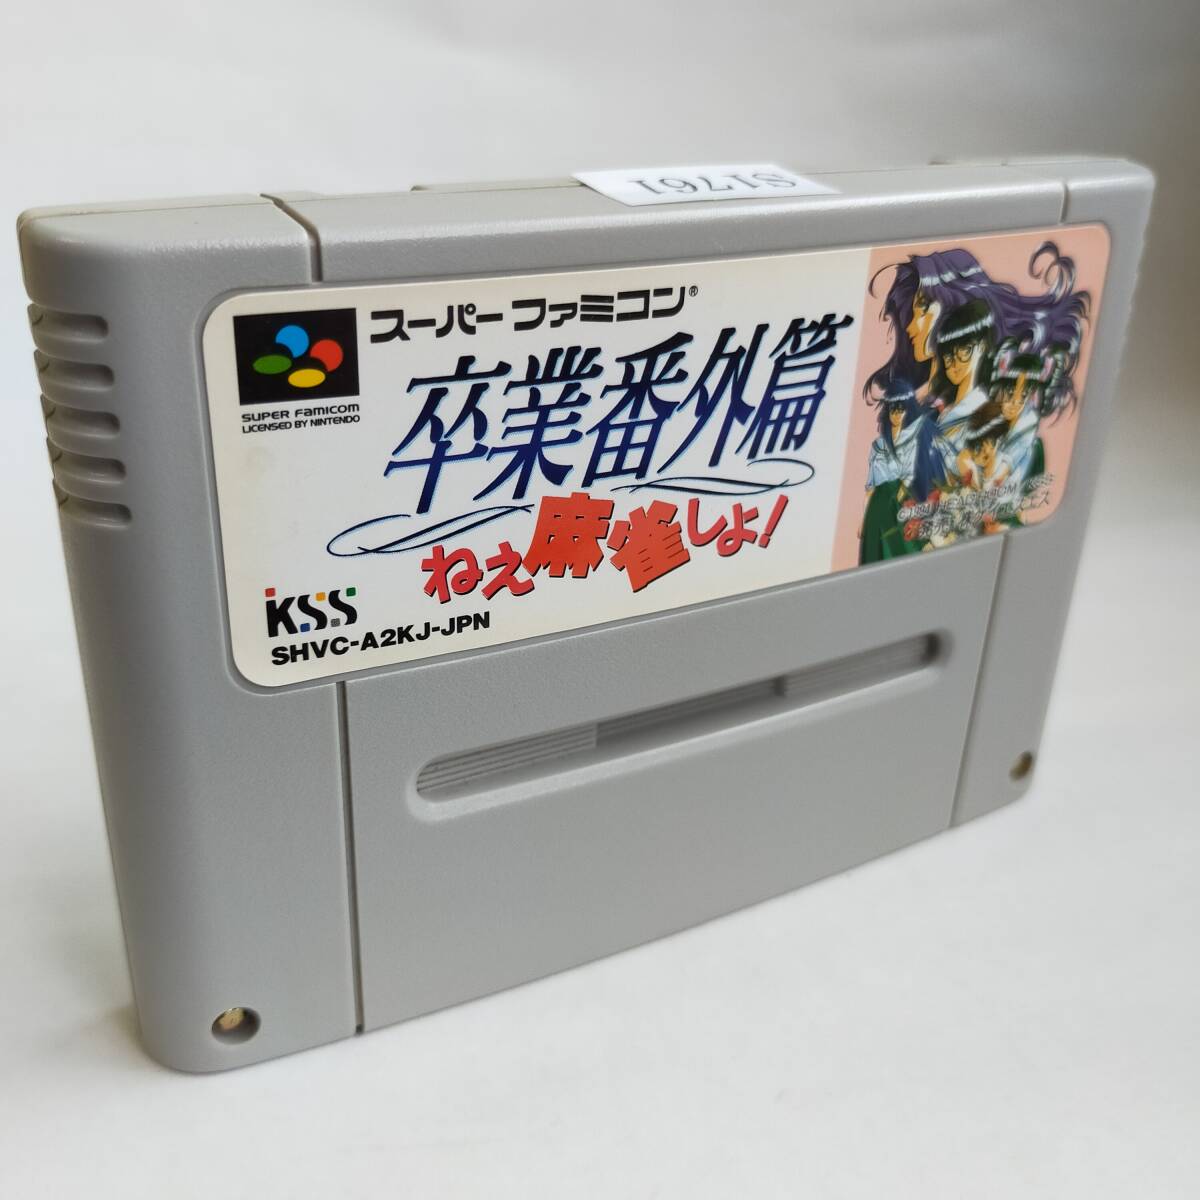 S1761
スーパーファミコン®
SUPER FAMICOM
LICENSED BY NINTENDO
卒業番外篇
ねぇ麻雀しよ!
KSS
SHVC-A2KJ-JPN